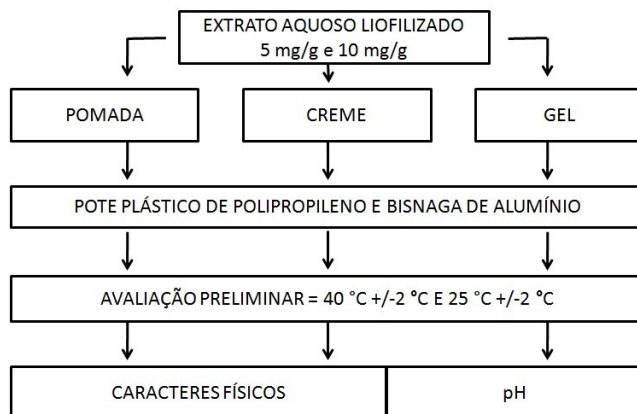 EXTRATO AQUOSO LIOFILIZADO
5 mg/g e 10 mg/g
POMADA
CREME
GEL
POTE PLÁSTICO DE POLIPROPILENO E BISNAGA DE ALUMÍNIO
AVALIAÇÃO PRELIMINAR = 40 °C +/-2 °C E 25 °C +/-2 °C
CARACTERES FÍSICOS
pH